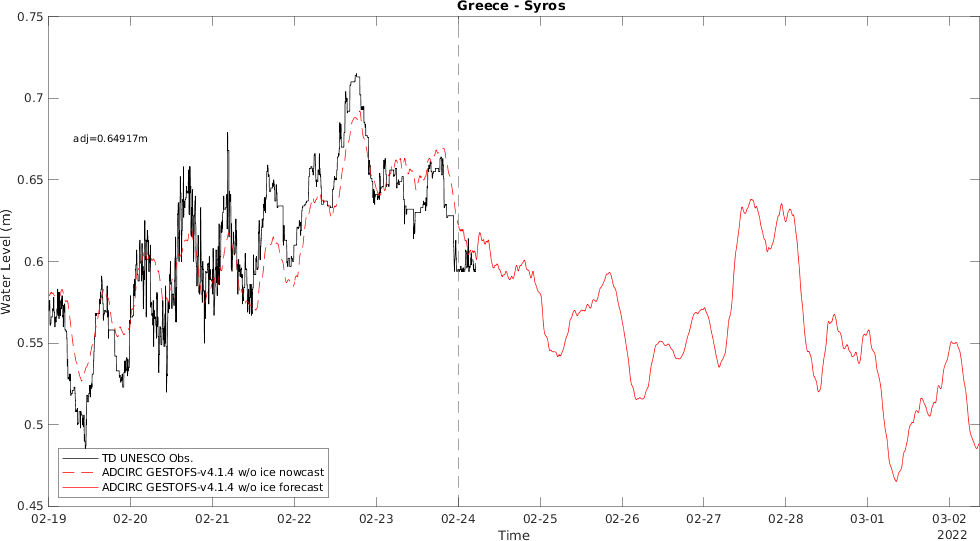 Greece - Syros
0.75
0.7
0.65
0.6
0.55
0.5
0.45
Water Level (m)
adj=0.64917m
TD UNESCO Obs.
ADCIRC GESTOFS-v4.1.4 w/o ice nowcast
ADCIRC GESTOFS-v4.1.4 w/o ice forecast
02-19 02-20 02-21 02-22 02-23 02-24 02-25 02-26 02-27 02-28 03-01 03-02
Time
2022